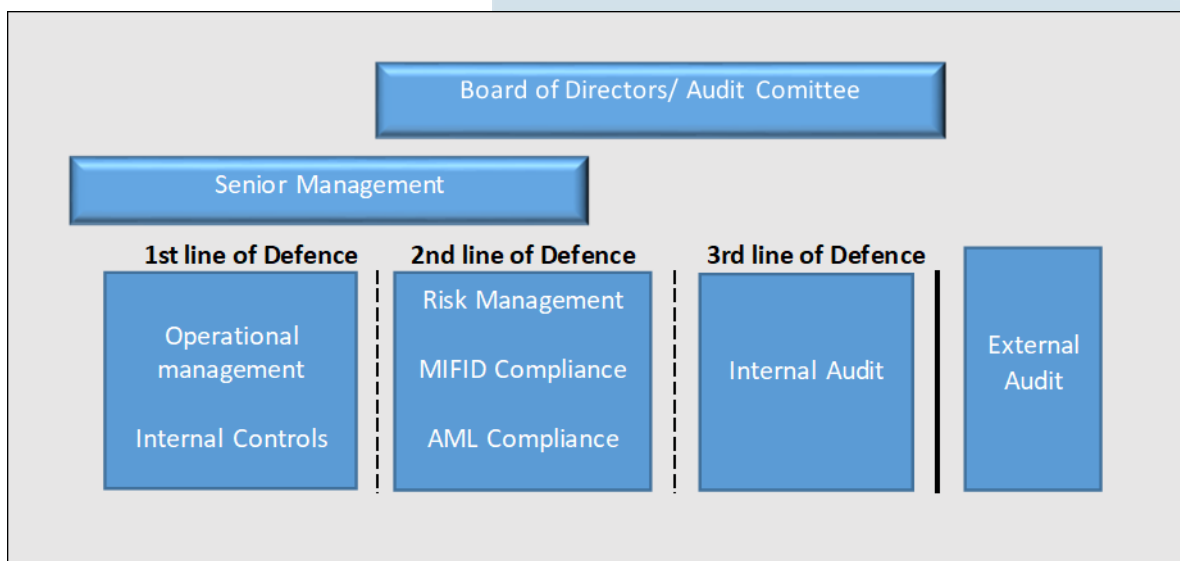 Board of Directors/ Audit Comittee
Senior Management
1st line of Defence
2nd line of Defence
3rd line of Defence
Operational
management
Internal Controls
Risk Management
MIFID Compliance
AML Compliance
Internal Audit
External
Audit